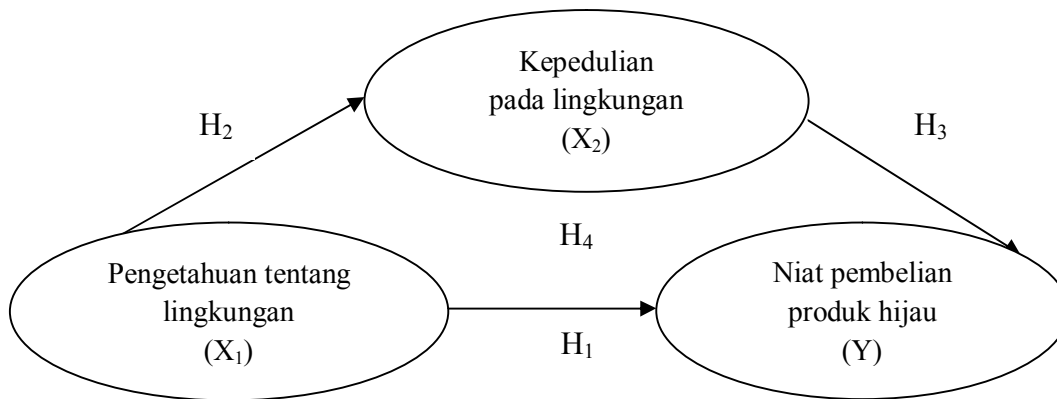 Kepedulian
pada lingkungan
(X₂)
H₂
H₃
H₄
Pengetahuan tentang
lingkungan
(X₁)
H₁
Niat pembelian
produk hijau
(Y)